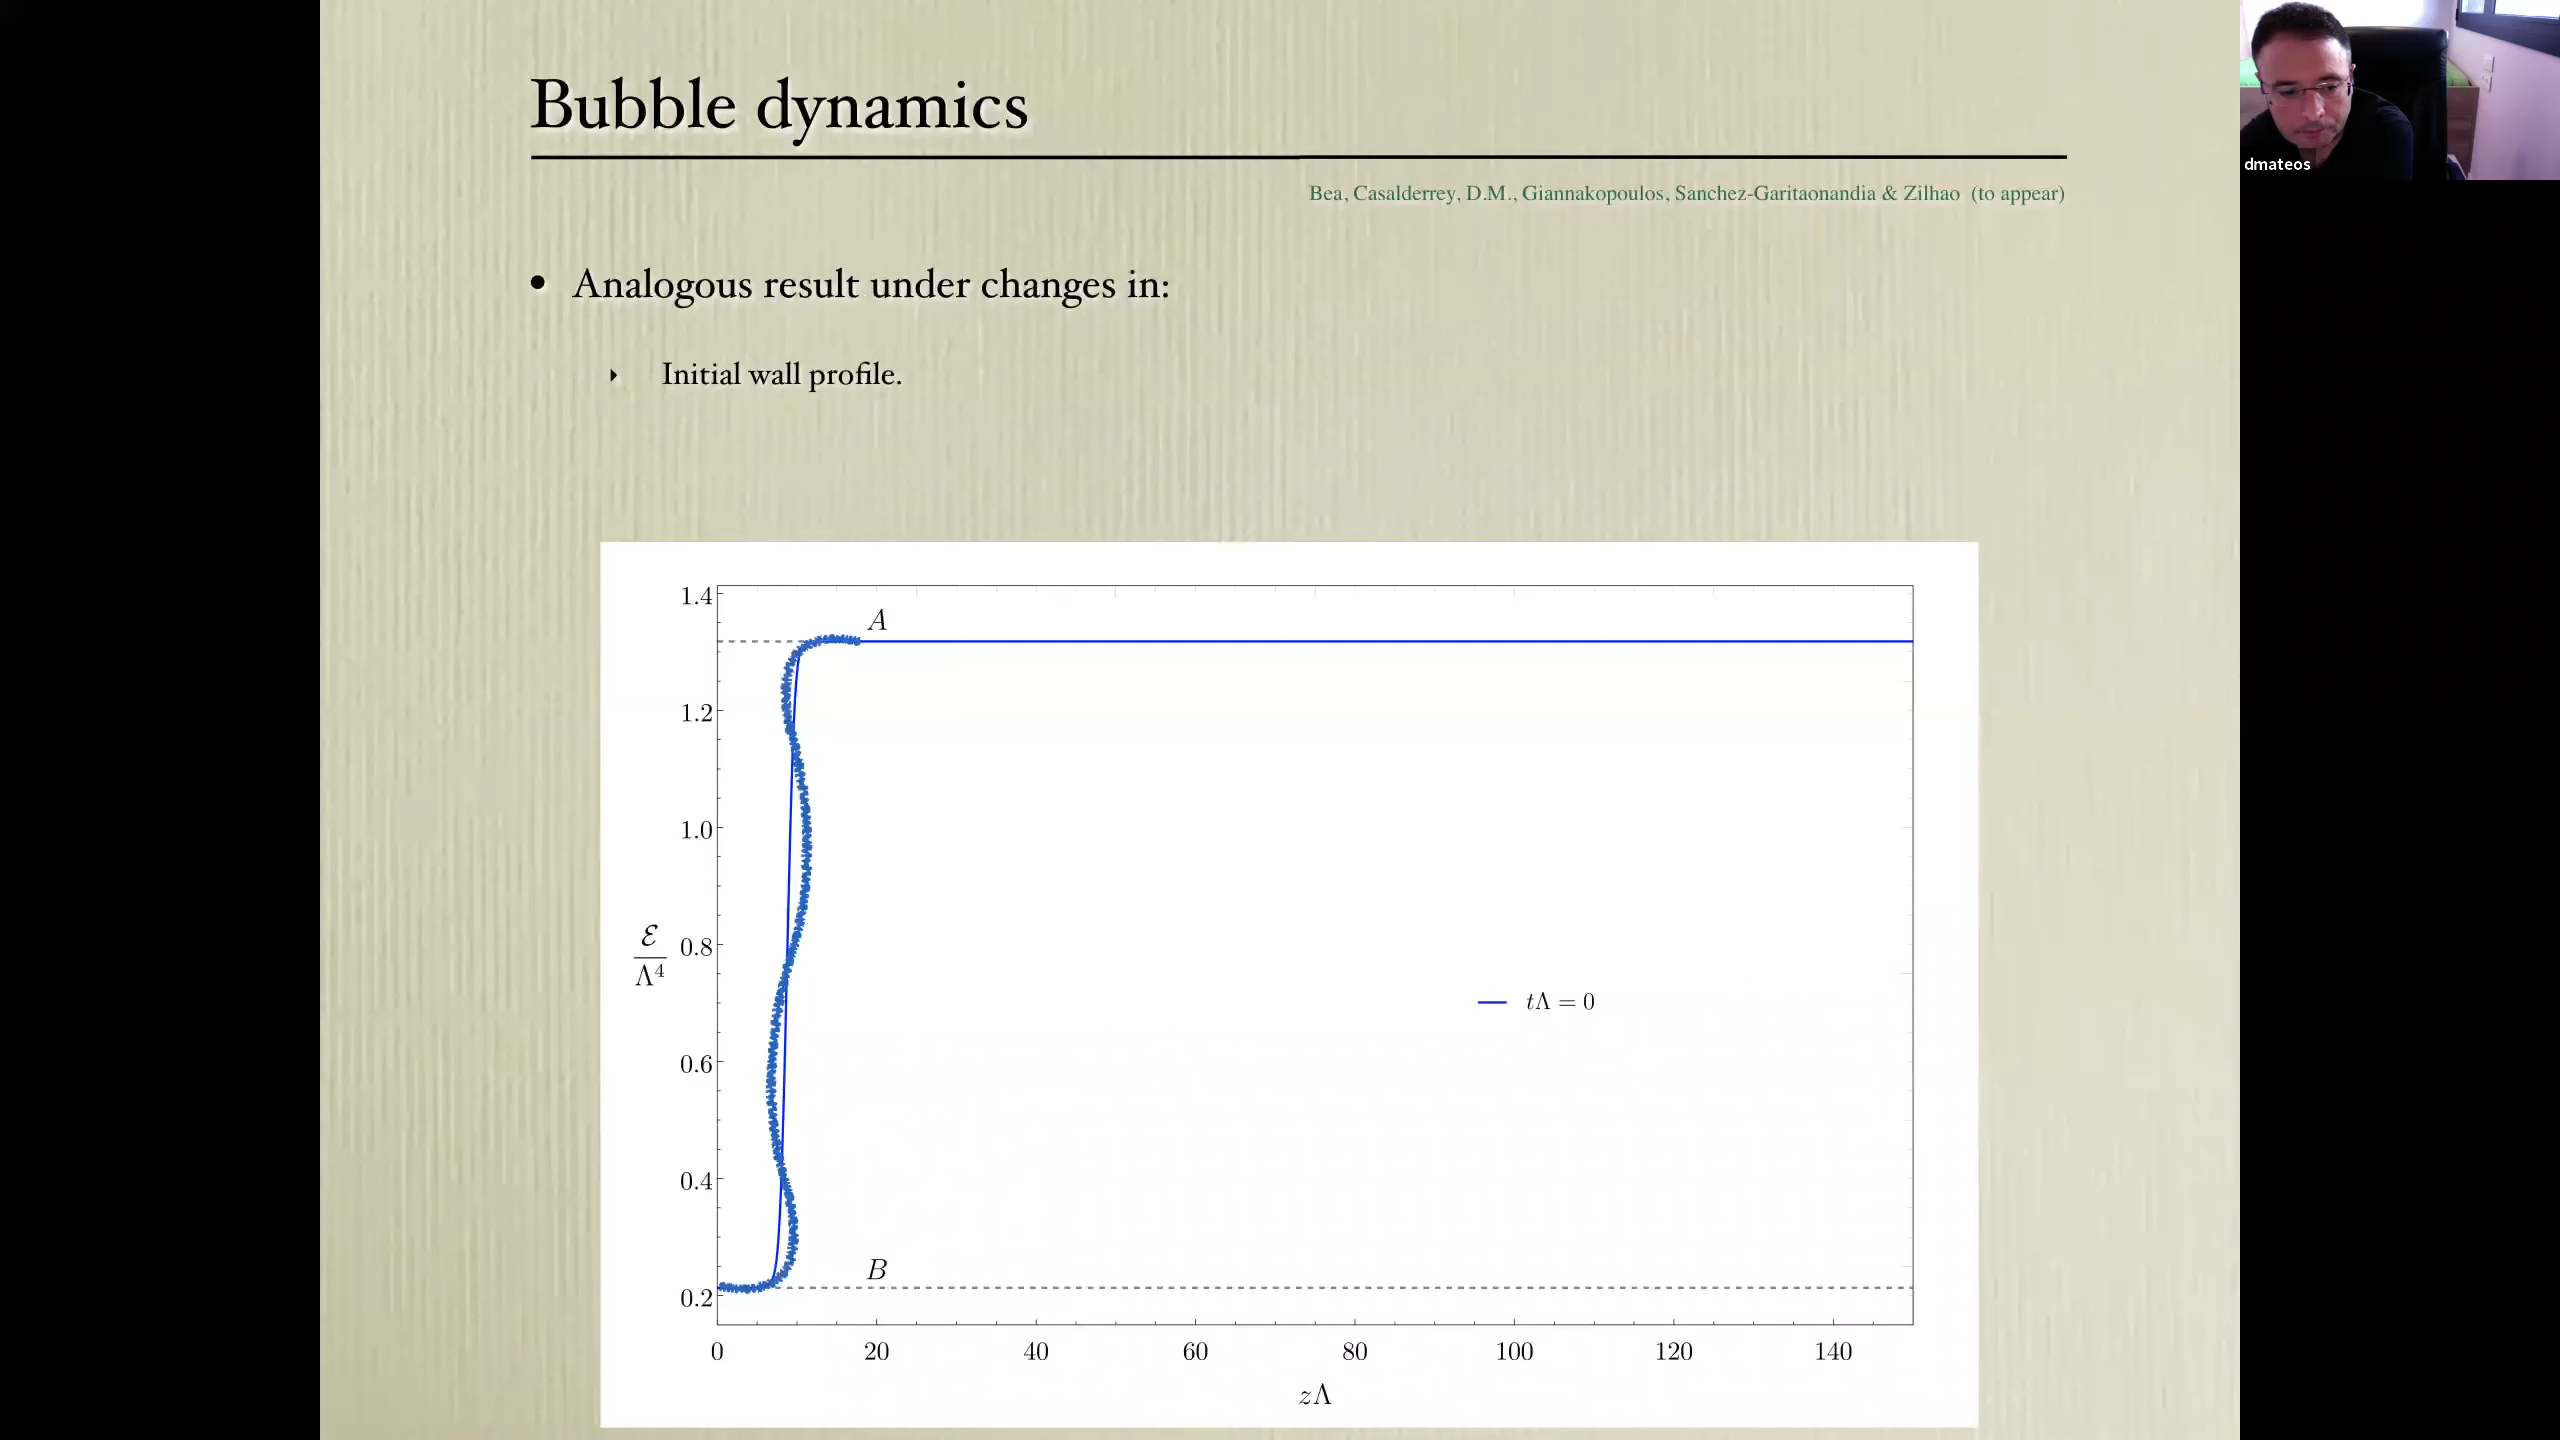 Bubble dynamics
dmateos
Bea, Casalderrey, D.M., Giannakopoulos, Sanchez-Garitaonandia & Zilhao (to appear)
• Analogous result under changes in:
‣ Initial wall profile.
1.4
A
1.2
1.0
ℰ
0.8
Λ⁴
tΛ = 0
0.6
0.4
B
0.2
0 20 40 60 80 100 120 140
zΛ